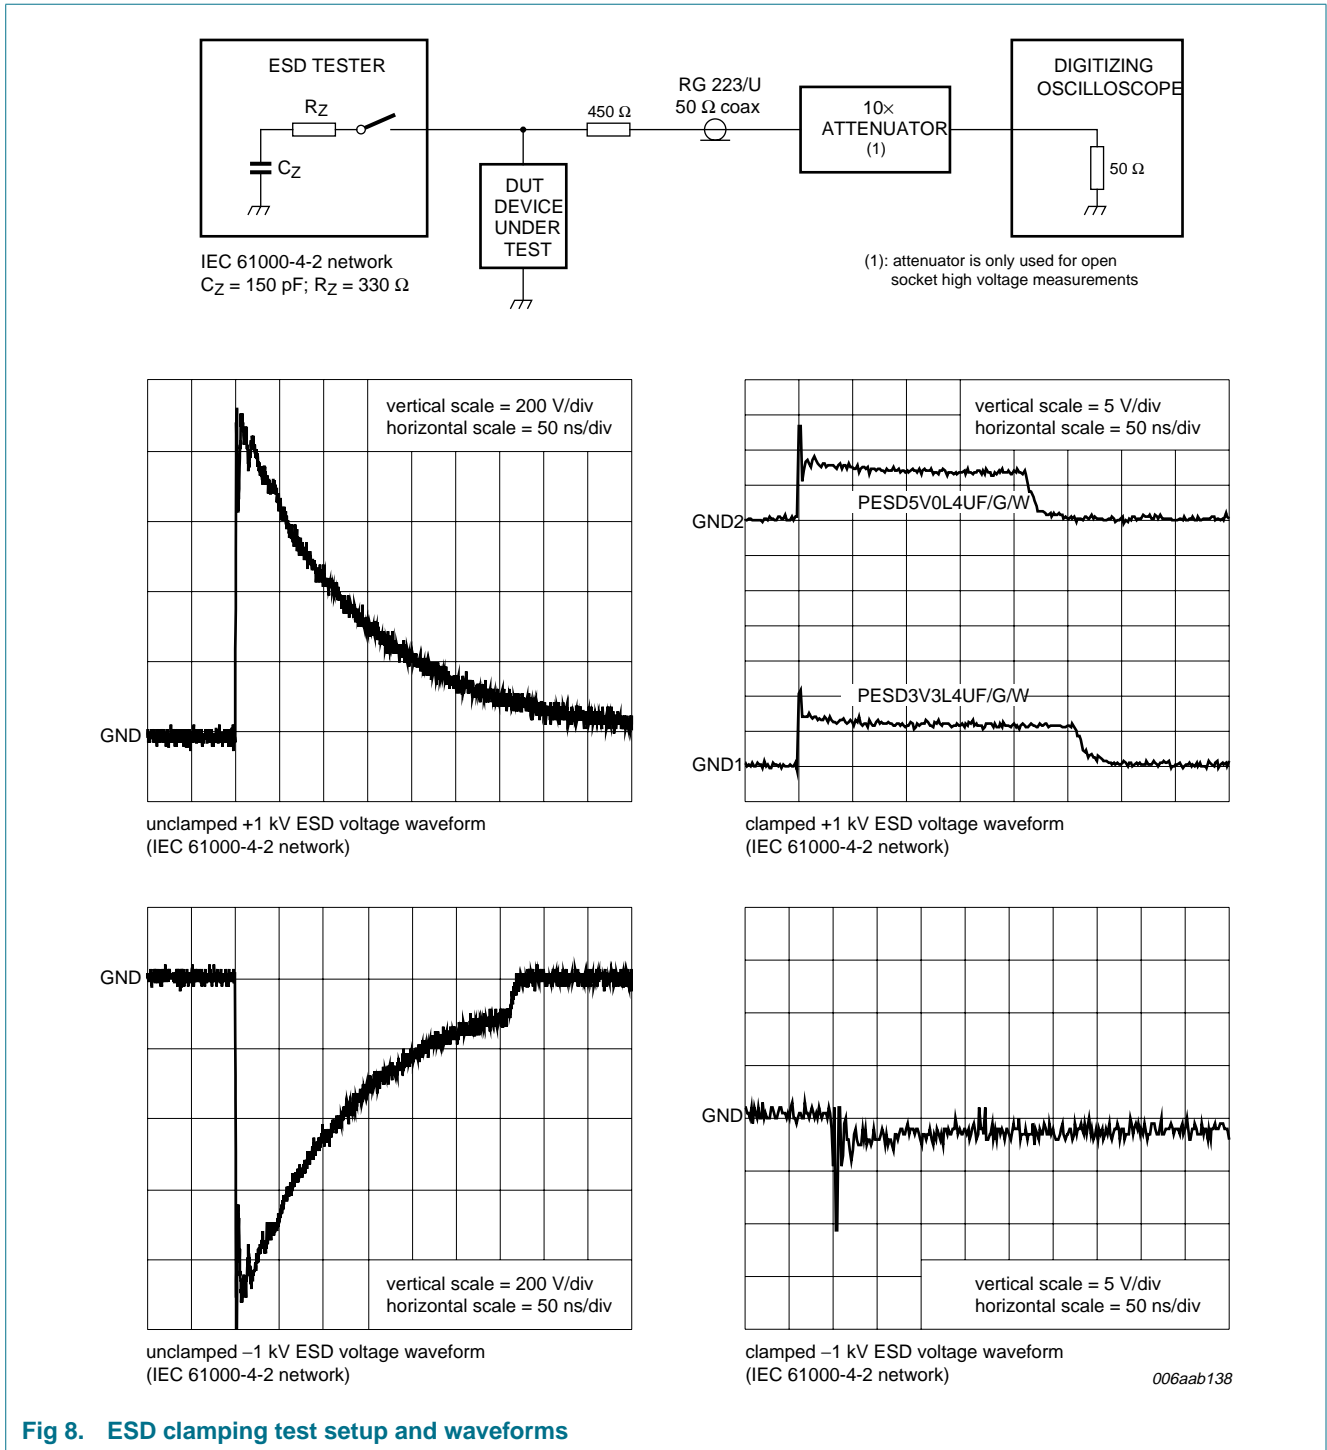 ESD TESTER
RZ
CZ
IEC 61000-4-2 network
CZ = 150 pF; RZ = 330 Ω
DUT
DEVICE
UNDER
TEST
450 Ω
RG 223/U
50 Ω coax
10×
ATTENUATOR
(1)
DIGITIZING
OSCILLOSCOPE
50 Ω
(1): attenuator is only used for open
socket high voltage measurements
vertical scale = 200 V/div
horizontal scale = 50 ns/div
GND
unclamped +1 kV ESD voltage waveform
(IEC 61000-4-2 network)
vertical scale = 5 V/div
horizontal scale = 50 ns/div
PESD5V0L4UF/G/W
GND2
PESD3V3L4UF/G/W
GND1
clamped +1 kV ESD voltage waveform
(IEC 61000-4-2 network)
GND
vertical scale = 200 V/div
horizontal scale = 50 ns/div
unclamped −1 kV ESD voltage waveform
(IEC 61000-4-2 network)
GND
vertical scale = 5 V/div
horizontal scale = 50 ns/div
clamped −1 kV ESD voltage waveform
(IEC 61000-4-2 network)
006aab138
Fig 8. ESD clamping test setup and waveforms